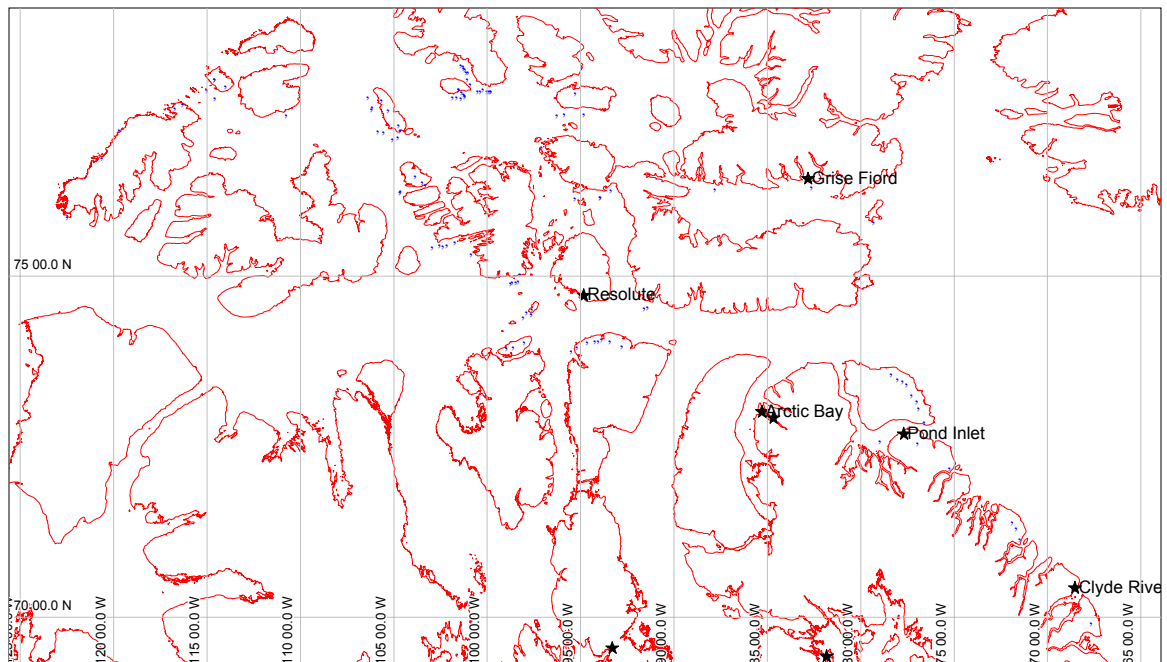 Grise Fiord
75 00.0 N
Resolute
Arctic Bay
Pond Inlet
Clyde Rive
70 00.0 N
120 00.0 W
115 00.0 W
110 00.0 W
105 00.0 W
100 00.0 W
95 00.0 W
90 00.0 W
85 00.0 W
80 00.0 W
75 00.0 W
70 00.0 W
65 00.0 W